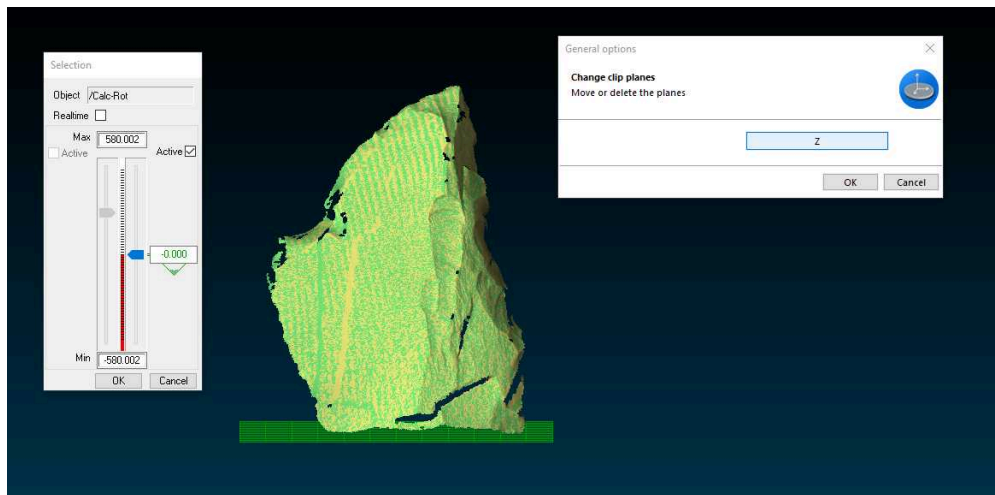 Selection
Object /Calc-Rot
Realtime
Max 580.002
Active Active
-0.000
Min -580.002
OK Cancel
General options
Change clip planes
Move or delete the planes
Z
OK Cancel